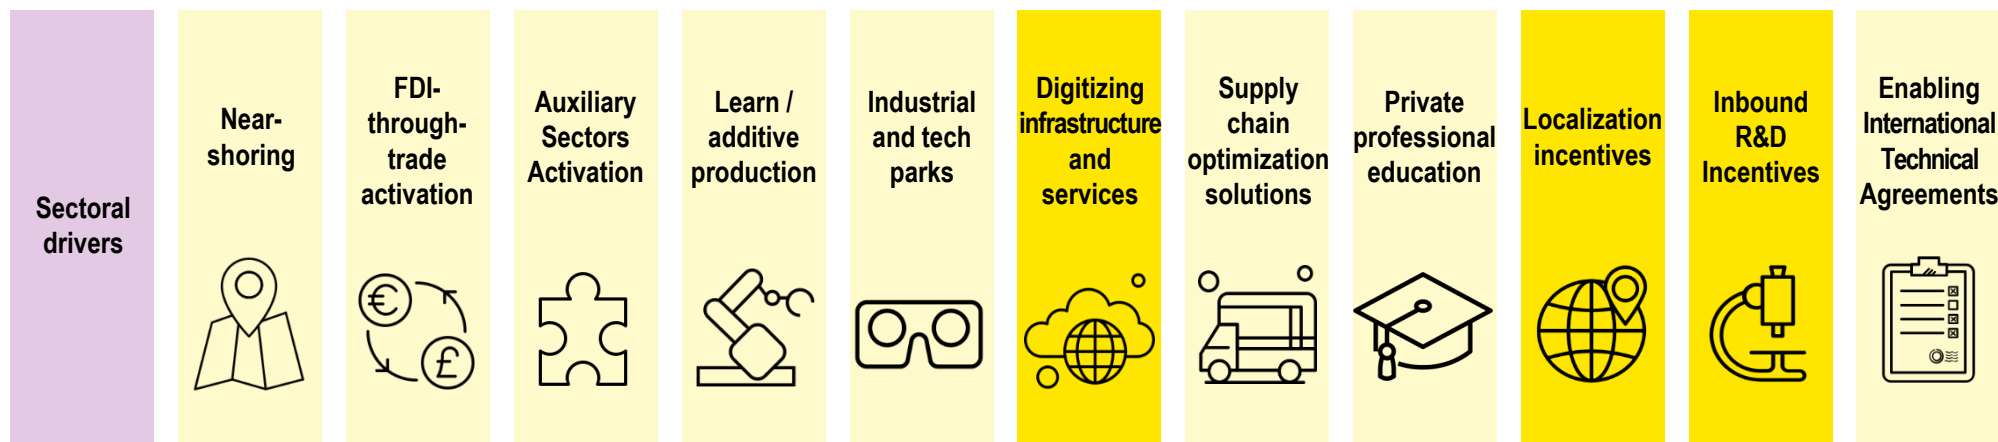 Sectoral
drivers
Near-
shoring
FDI-
through-
trade
activation
Auxiliary
Sectors
Activation
Learn /
additive
production
Industrial
and tech
parks
Digitizing
infrastructure
and
services
Supply
chain
optimization
solutions
Private
professional
education
Localization
incentives
Inbound
R&D
Incentives
Enabling
International
Technical
Agreements
€
£